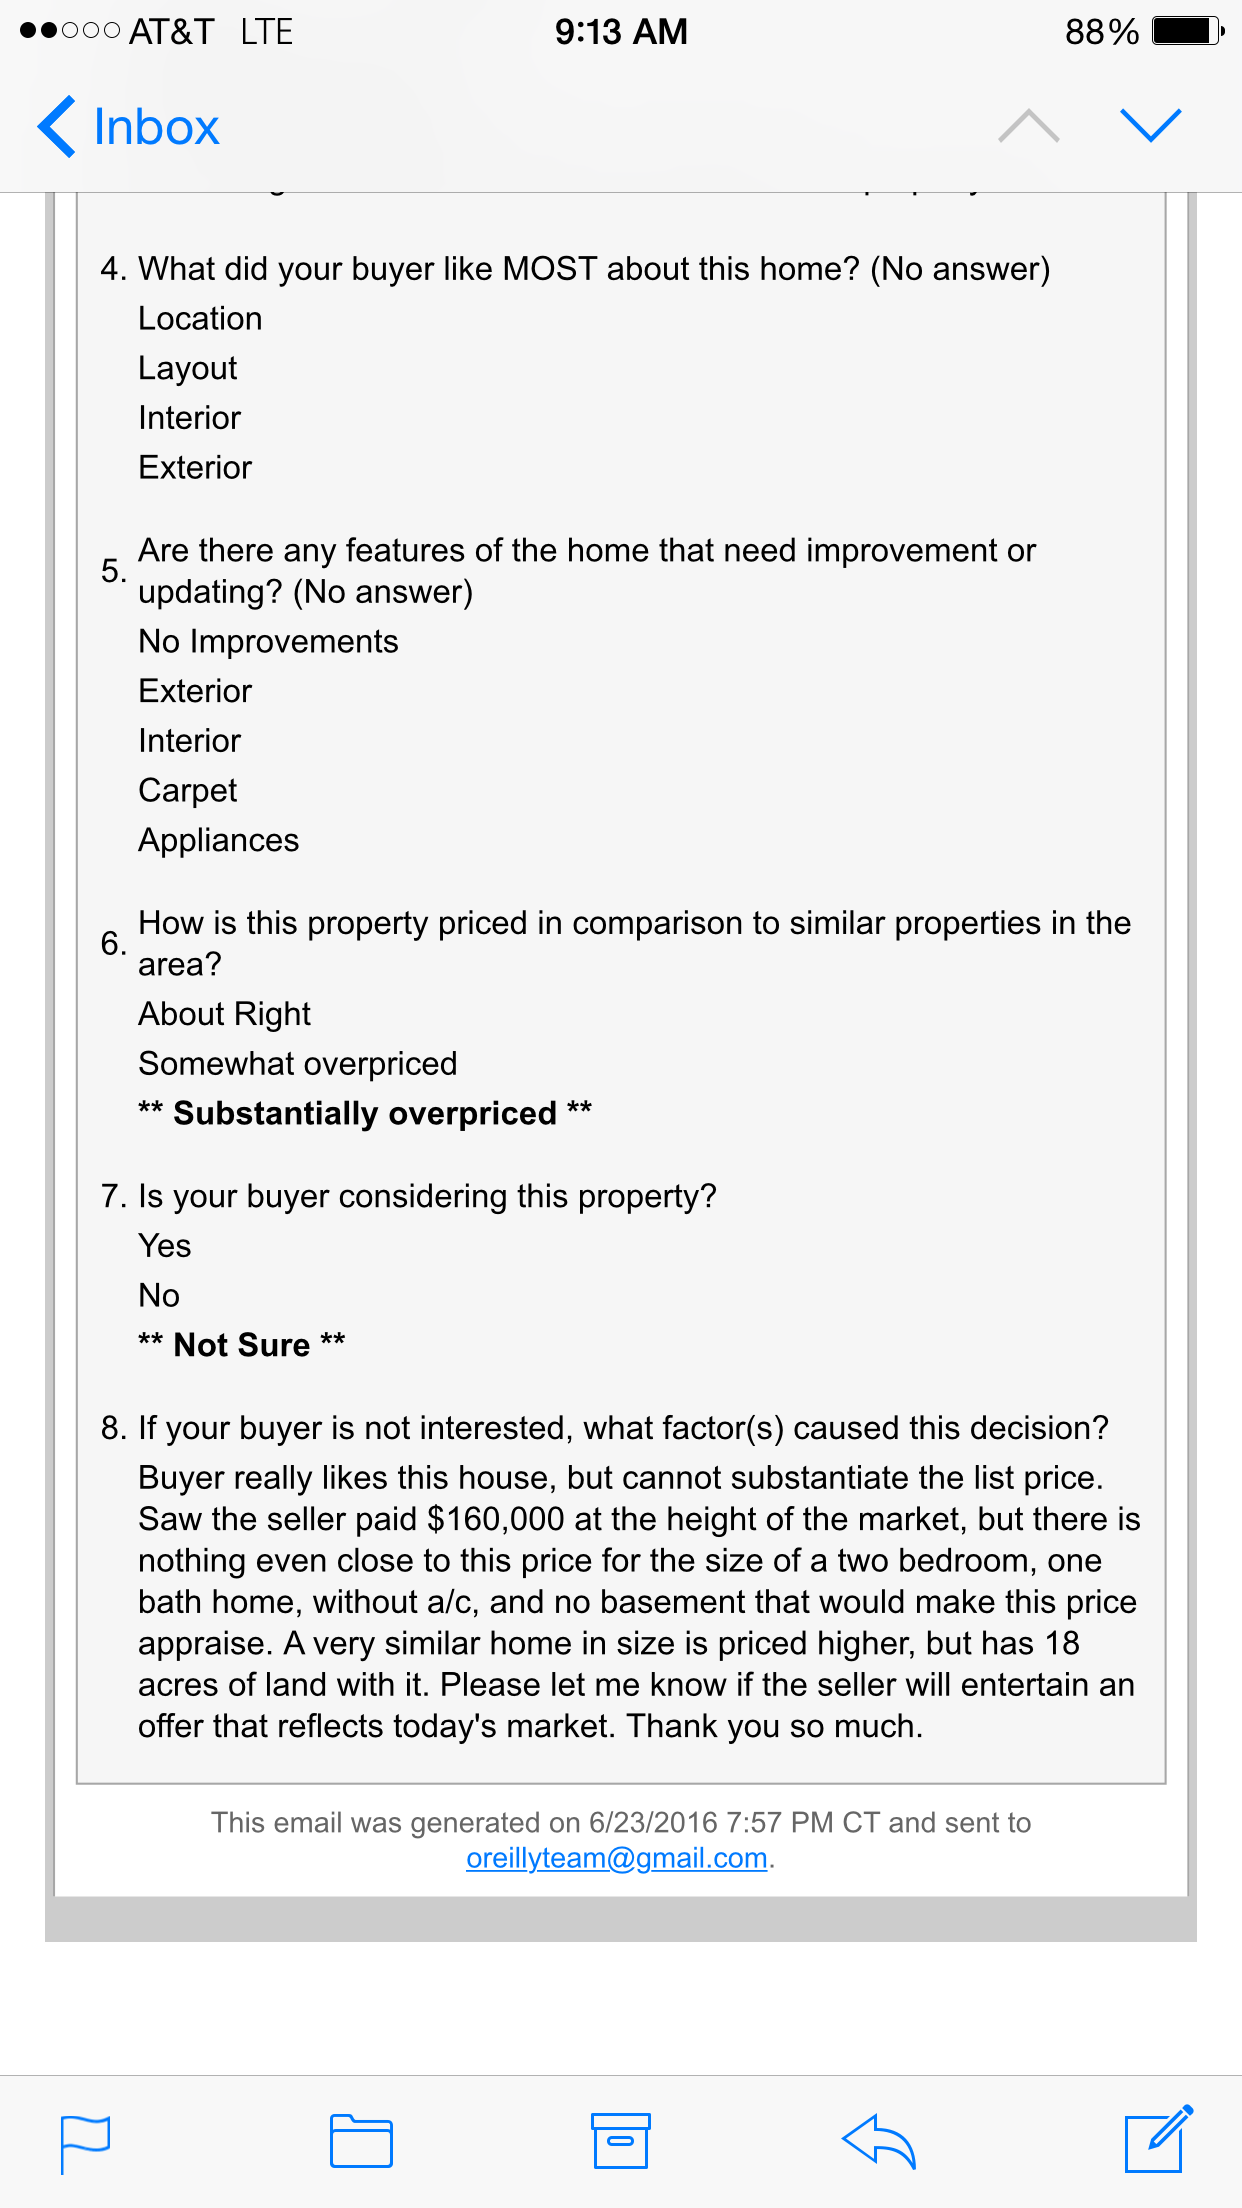 AT&T LTE 9:13 AM 88%
Inbox
4. What did your buyer like MOST about this home? (No answer)
Location
Layout
Interior
Exterior
5. Are there any features of the home that need improvement or
updating? (No answer)
No Improvements
Exterior
Interior
Carpet
Appliances
6. How is this property priced in comparison to similar properties in the
area?
About Right
Somewhat overpriced
** Substantially overpriced **
7. Is your buyer considering this property?
Yes
No
** Not Sure **
8. If your buyer is not interested, what factor(s) caused this decision?
Buyer really likes this house, but cannot substantiate the list price.
Saw the seller paid $160,000 at the height of the market, but there is
nothing even close to this price for the size of a two bedroom, one
bath home, without a/c, and no basement that would make this price
appraise. A very similar home in size is priced higher, but has 18
acres of land with it. Please let me know if the seller will entertain an
offer that reflects today's market. Thank you so much.
This email was generated on 6/23/2016 7:57 PM CT and sent to
oreillyteam@gmail.com.